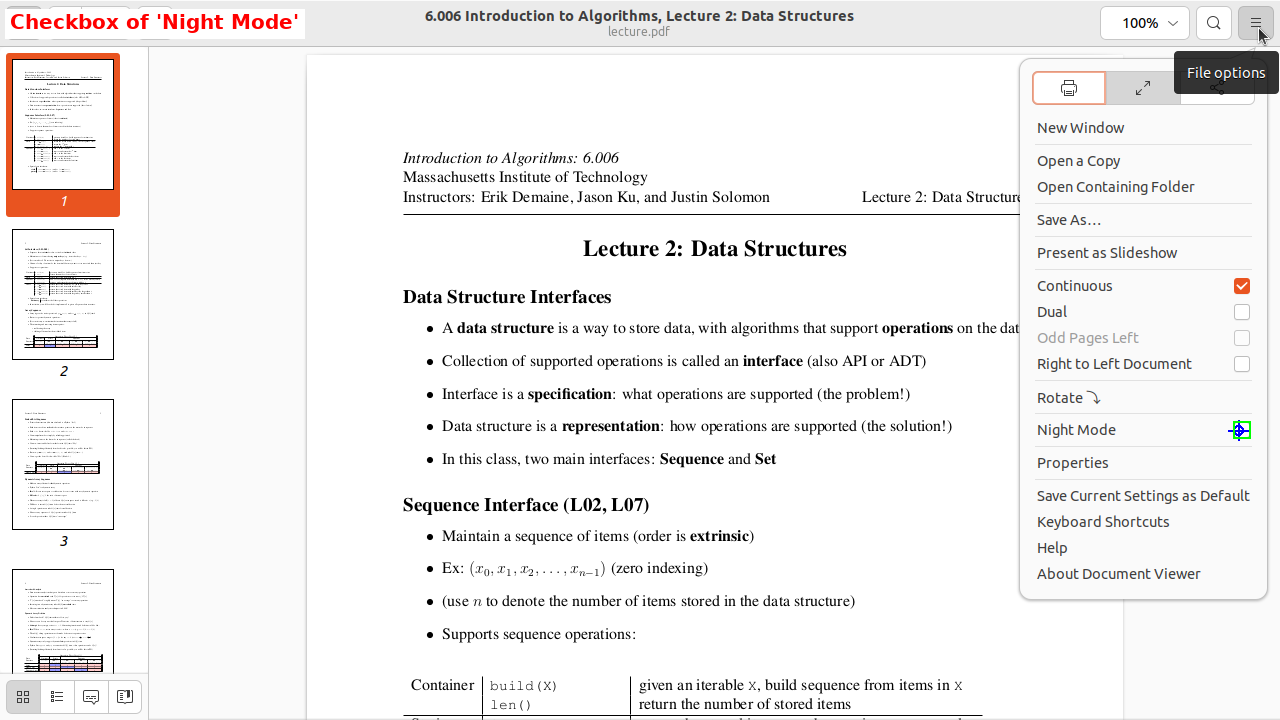 Checkbox of 'Night Mode'
6.006 Introduction to Algorithms, Lecture 2: Data Structures
lecture.pdf
100%
File options
New Window
Open a Copy
Open Containing Folder
Save As…
Present as Slideshow
Continuous
Dual
Odd Pages Left
Right to Left Document
Rotate
Night Mode
Properties
Save Current Settings as Default
Keyboard Shortcuts
Help
About Document Viewer
1
2
3
Introduction to Algorithms: 6.006
Massachusetts Institute of Technology
Instructors: Erik Demaine, Jason Ku, and Justin Solomon Lecture 2: Data Structure
Lecture 2: Data Structures
Data Structure Interfaces
• A data structure is a way to store data, with algorithms that support operations on the dat
• Collection of supported operations is called an interface (also API or ADT)
• Interface is a specification: what operations are supported (the problem!)
• Data structure is a representation: how operations are supported (the solution!)
• In this class, two main interfaces: Sequence and Set
Sequence Interface (L02, L07)
• Maintain a sequence of items (order is extrinsic)
• Ex: (x0, x1, x2, . . . , xn−1) (zero indexing)
• (use n to denote the number of items stored in the data structure)
• Supports sequence operations:
Container build(X) given an iterable X, build sequence from items in X
len() return the number of stored items